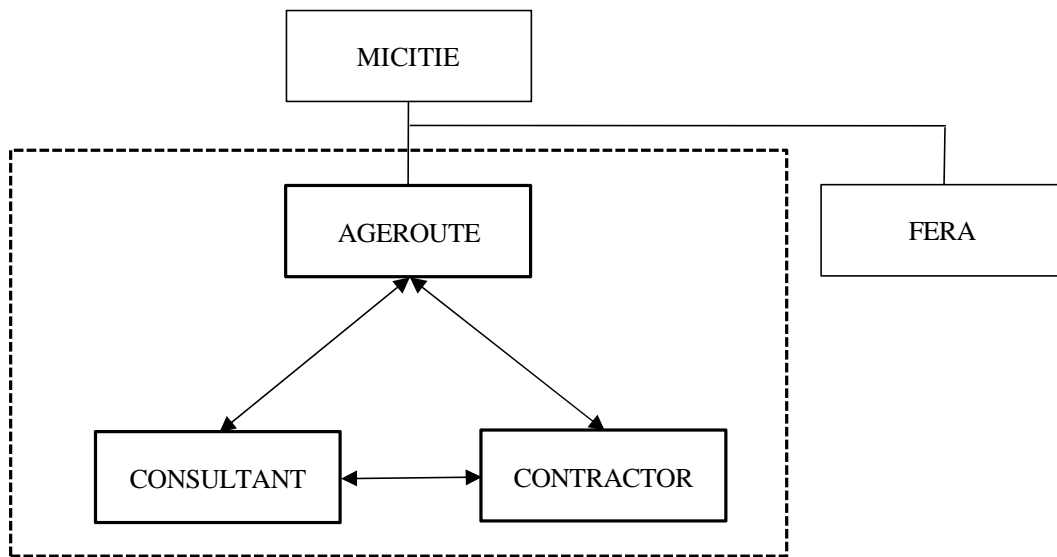 MICITIE
AGEROUTE
FERA
CONSULTANT
CONTRACTOR